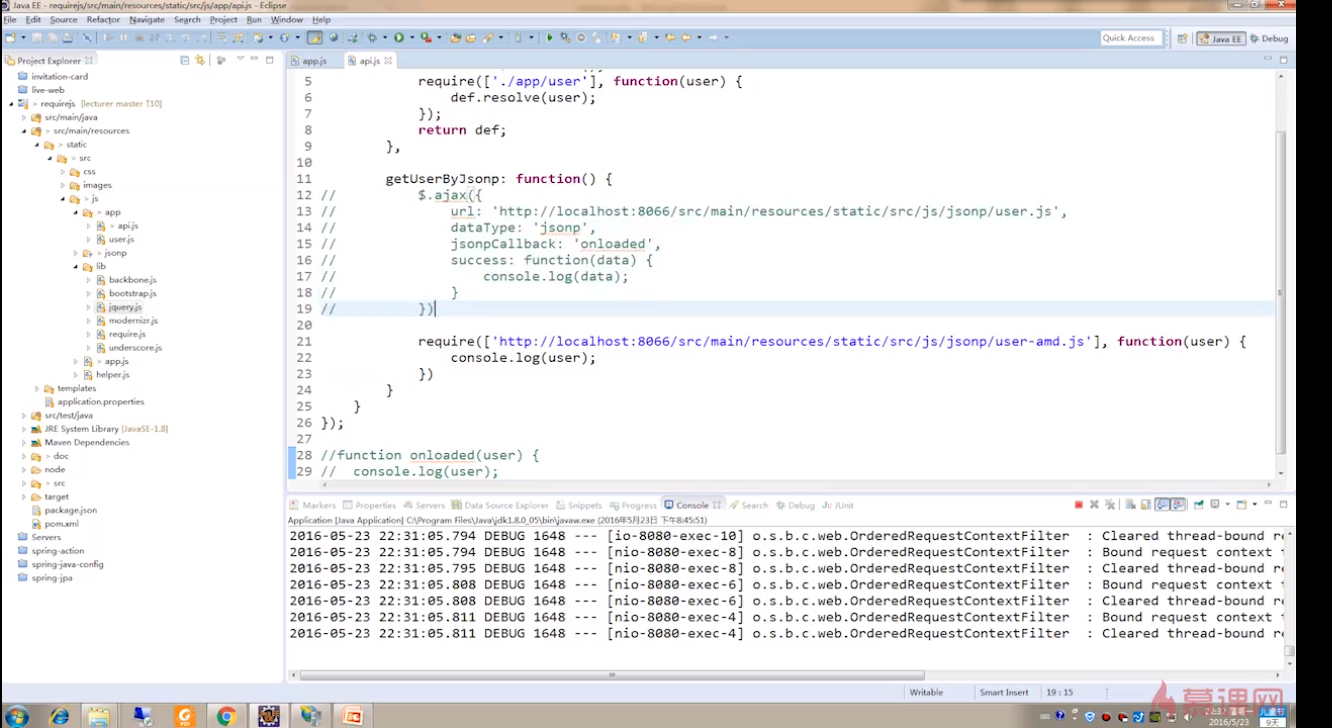 Java EE - requirejs/src/main/resources/static/src/js/app/api.js - Eclipse
File Edit Source Refactor Navigate Search Project Run Window Help
Quick Access Java EE Debug
Project Explorer
invitation-card
live-web
> requirejs [lecturer master ↑10]
src/main/java
> src/main/resources
> static
> src
> css
images
> js
> app
> api.js
user.js
> jsonp
lib
backbone.js
bootstrap.js
jquery.js
modernizr.js
require.js
underscore.js
> app.js
helper.js
templates
application.properties
src/test/java
JRE System Library [JavaSE-1.8]
Maven Dependencies
> doc
node
> src
target
package.json
pom.xml
Servers
spring-action
spring-java-config
spring-jpa
app.js api.js
5 require(['./app/user'], function(user) {
6 def.resolve(user);
7 });
8 return def;
9 },
10
11 getUserByJsonp: function() {
12 // $.ajax({
13 // url: 'http://localhost:8066/src/main/resources/static/src/js/jsonp/user.js',
14 // dataType: 'jsonp',
15 // jsonpCallback: 'onloaded',
16 // success: function(data) {
17 // console.log(data);
18 // }
19 // })
20
21 require(['http://localhost:8066/src/main/resources/static/src/js/jsonp/user-amd.js'], function(user) {
22 console.log(user);
23 })
24 }
25 }
26 });
27
28 //function onloaded(user) {
29 // console.log(user);
Markers Properties Servers Data Source Explorer Snippets Progress Console Search Debug JUnit
Application [Java Application] C:\Program Files\Java\jdk1.8.0_05\bin\javaw.exe (2016年5月23日 下午8:45:51)
2016-05-23 22:31:05.794 DEBUG 1648 --- [io-8080-exec-10] o.s.b.c.web.OrderedRequestContextFilter : Cleared thread-bound re
2016-05-23 22:31:05.794 DEBUG 1648 --- [nio-8080-exec-8] o.s.b.c.web.OrderedRequestContextFilter : Bound request context t
2016-05-23 22:31:05.795 DEBUG 1648 --- [nio-8080-exec-8] o.s.b.c.web.OrderedRequestContextFilter : Cleared thread-bound re
2016-05-23 22:31:05.808 DEBUG 1648 --- [nio-8080-exec-6] o.s.b.c.web.OrderedRequestContextFilter : Bound request context t
2016-05-23 22:31:05.808 DEBUG 1648 --- [nio-8080-exec-6] o.s.b.c.web.OrderedRequestContextFilter : Cleared thread-bound re
2016-05-23 22:31:05.811 DEBUG 1648 --- [nio-8080-exec-4] o.s.b.c.web.OrderedRequestContextFilter : Bound request context t
2016-05-23 22:31:05.811 DEBUG 1648 --- [nio-8080-exec-4] o.s.b.c.web.OrderedRequestContextFilter : Cleared thread-bound re
Writable Smart Insert 19 : 15
慕课网
2016/5/23
儿童节
9天